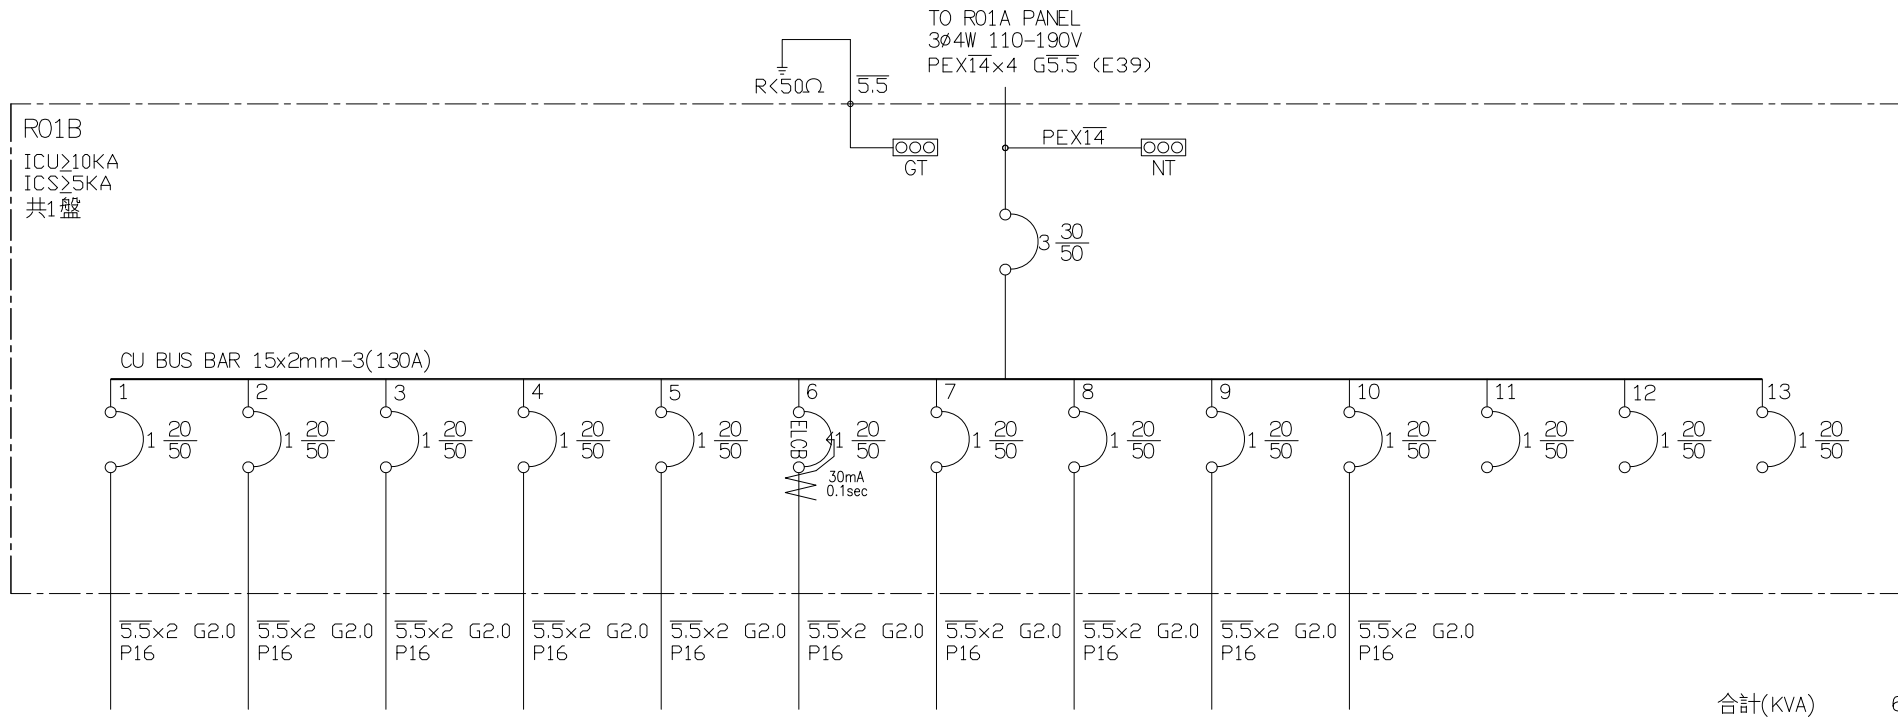 TO R01A PANEL
3ø4W 110-190V
PEX14x4 G5.5 (E39)
R<50Ω
5.5
R01B
ICU≥10KA
ICS≥5KA
共1盤
GT
PEX14
NT
3 30/50
CU BUS BAR 15x2mm-3(130A)
1 2 3 4 5 6 7 8 9 10 11 12 13
1 20/50 1 20/50 1 20/50 1 20/50 1 20/50 ELCB 1 20/50 1 20/50 1 20/50 1 20/50 1 20/50 1 20/50 1 20/50 1 20/50
30mA
0.1sec
5.5x2 G2.0 5.5x2 G2.0 5.5x2 G2.0 5.5x2 G2.0 5.5x2 G2.0 5.5x2 G2.0 5.5x2 G2.0 5.5x2 G2.0 5.5x2 G2.0 5.5x2 G2.0
P16 P16 P16 P16 P16 P16 P16 P16 P16 P16
合計(KVA)